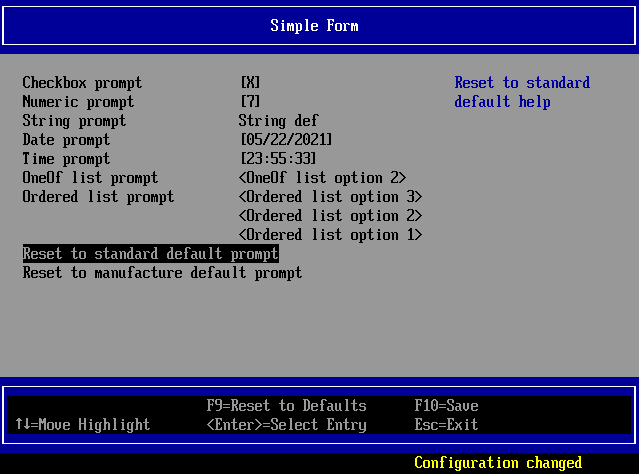 Simple Form
Checkbox prompt [X] Reset to standard
Numeric prompt [7] default help
String prompt String def
Date prompt [05/22/2021]
Time prompt [23:55:33]
OneOf list prompt <OneOf list option 2>
Ordered list prompt <Ordered list option 3>
<Ordered list option 2>
<Ordered list option 1>
Reset to standard default prompt
Reset to manufacture default prompt
F9=Reset to Defaults F10=Save
↑↓=Move Highlight <Enter>=Select Entry Esc=Exit
Configuration changed